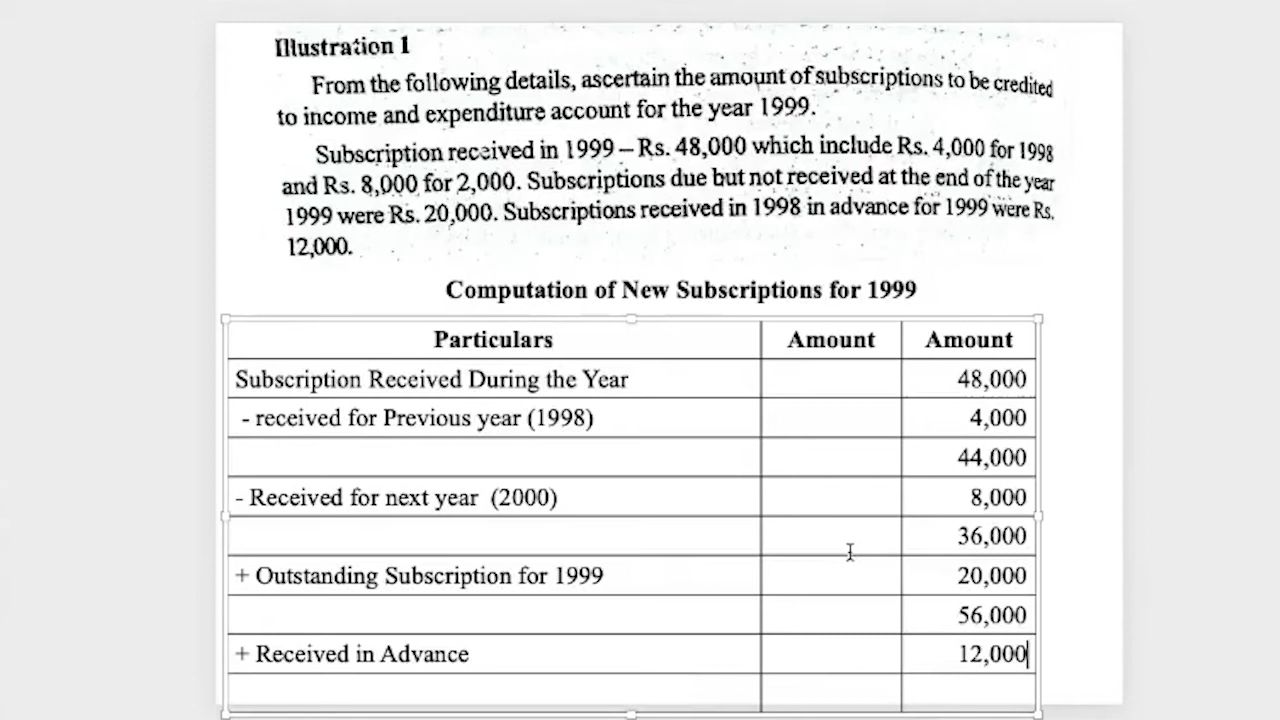 Illustration 1
From the following details, ascertain the amount of subscriptions to be credited
to income and expenditure account for the year 1999.
Subscription received in 1999 – Rs. 48,000 which include Rs. 4,000 for 1998
and Rs. 8,000 for 2,000. Subscriptions due but not received at the end of the year
1999 were Rs. 20,000. Subscriptions received in 1998 in advance for 1999 were Rs.
12,000.
Computation of New Subscriptions for 1999
Particulars Amount Amount
Subscription Received During the Year 48,000
- received for Previous year (1998) 4,000
44,000
- Received for next year (2000) 8,000
36,000
+ Outstanding Subscription for 1999 20,000
56,000
+ Received in Advance 12,000